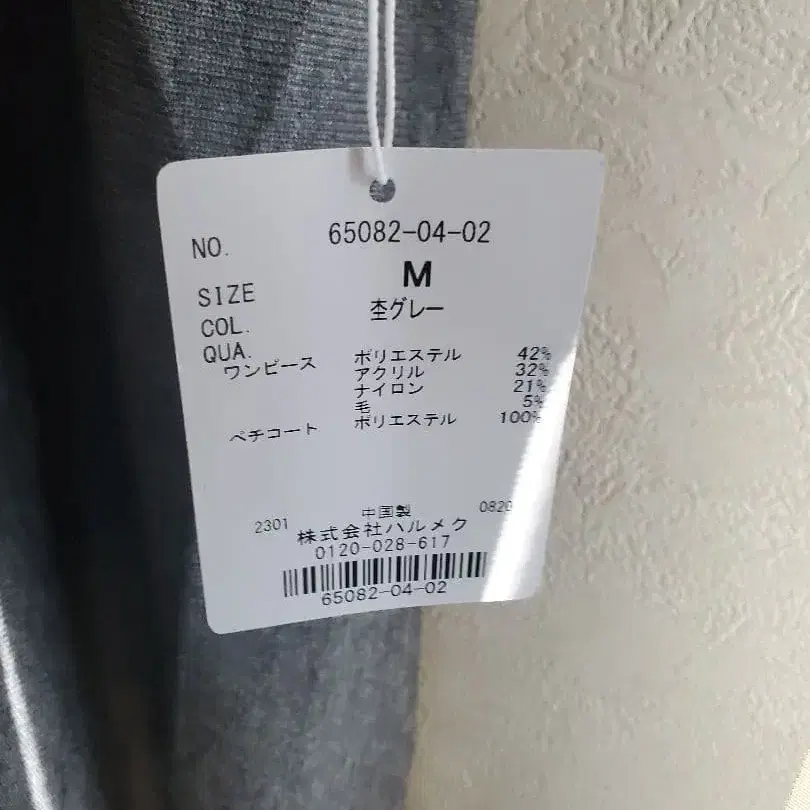 NO. 65082-04-02
SIZE M
COL. 杢グレー
QUA.
ワンピース ポリエステル 42%
アクリル 32%
ナイロン 21%
毛 5%
ペチコート ポリエステル 100%
中国製
2301 0820
株式会社ハルメク
0120-028-617
65082-04-02